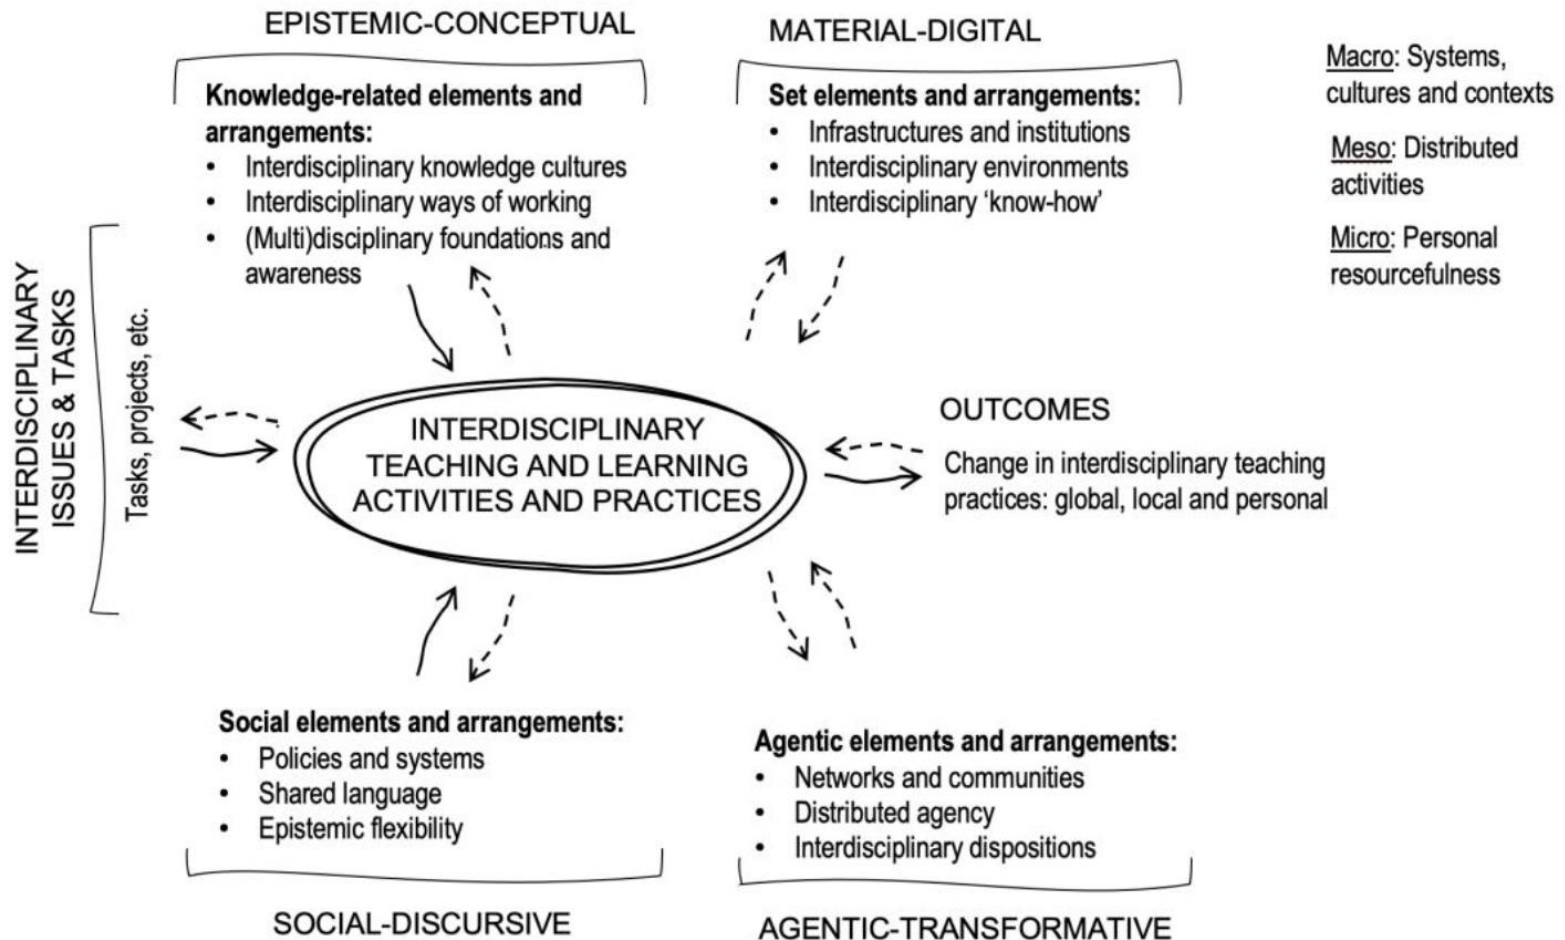 EPISTEMIC-CONCEPTUAL
Knowledge-related elements and
arrangements:
• Interdisciplinary knowledge cultures
• Interdisciplinary ways of working
• (Multi)disciplinary foundations and
awareness
MATERIAL-DIGITAL
Set elements and arrangements:
• Infrastructures and institutions
• Interdisciplinary environments
• Interdisciplinary ‘know-how’
Macro: Systems,
cultures and contexts
Meso: Distributed
activities
Micro: Personal
resourcefulness
INTERDISCIPLINARY
ISSUES & TASKS
Tasks, projects, etc.
INTERDISCIPLINARY
TEACHING AND LEARNING
ACTIVITIES AND PRACTICES
OUTCOMES
Change in interdisciplinary teaching
practices: global, local and personal
Social elements and arrangements:
• Policies and systems
• Shared language
• Epistemic flexibility
SOCIAL-DISCURSIVE
Agentic elements and arrangements:
• Networks and communities
• Distributed agency
• Interdisciplinary dispositions
AGENTIC-TRANSFORMATIVE